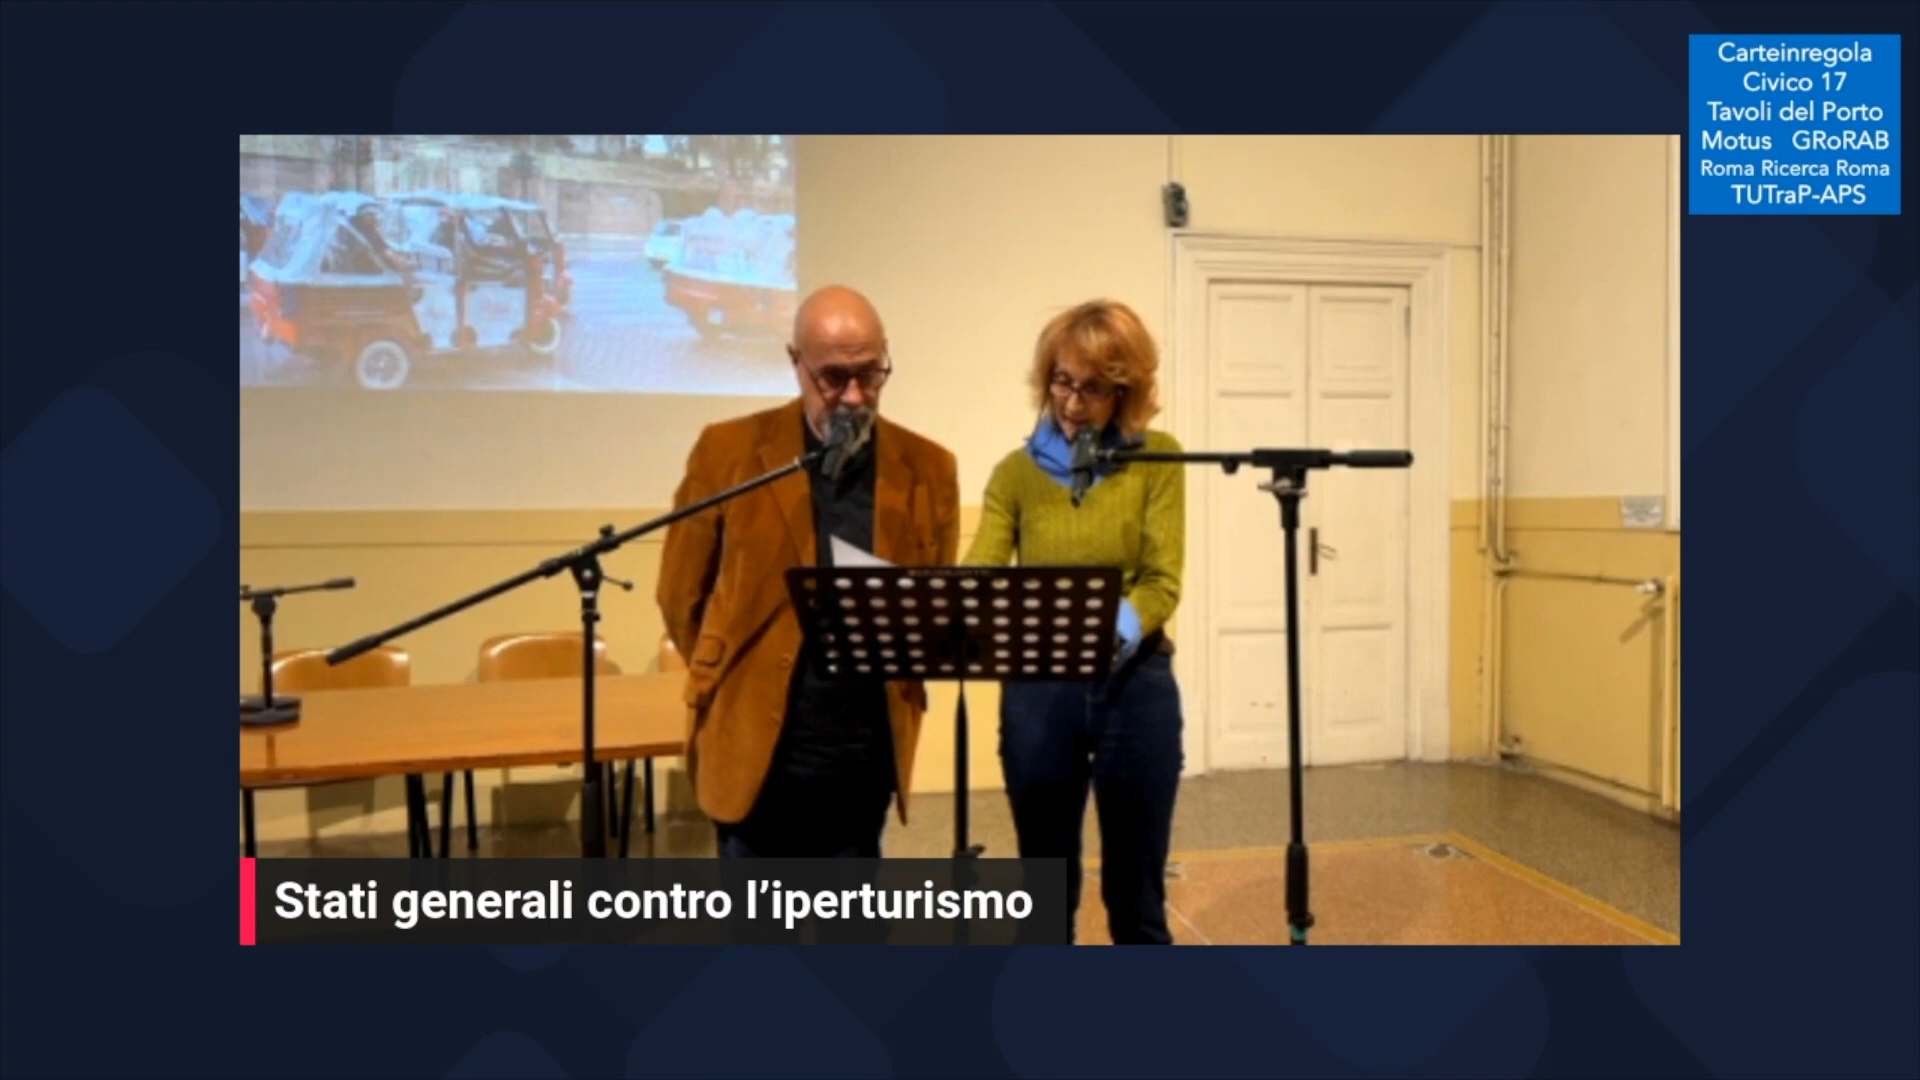 Carteinregola
Civico 17
Tavoli del Porto
Motus GRoRAB
Roma Ricerca Roma
TUTraP-APS
Stati generali contro l’iperturismo